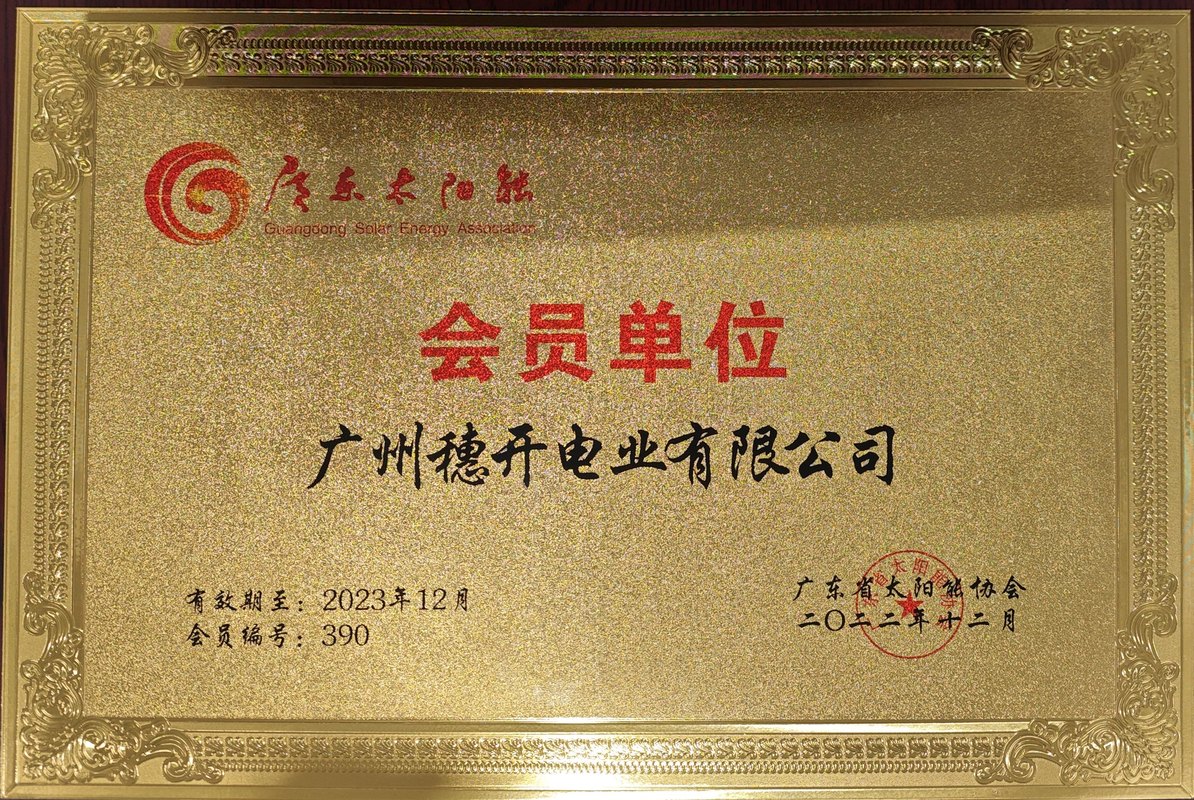 廣东太阳能
Guangdong Solar Energy Association
会员单位
广州穗开电业有限公司
有效期至：2023年12月
会员编号：390
广东省太阳能协会
二〇二二年十二月